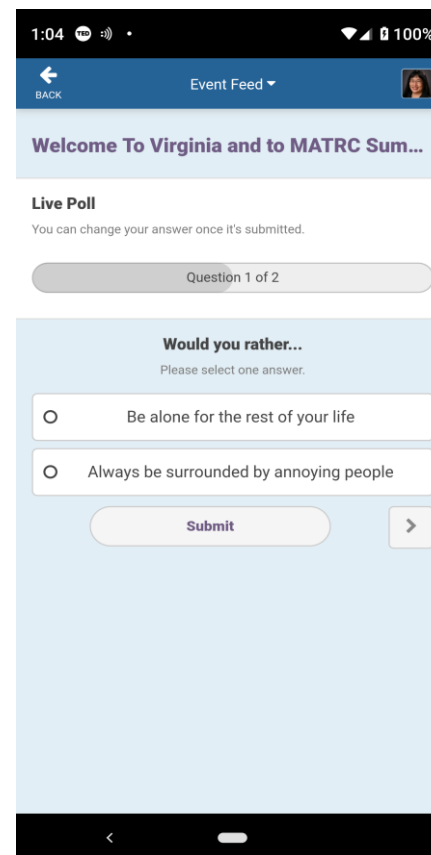 1:04 TED 100%
BACK
Event Feed
Welcome To Virginia and to MATRC Sum...
Live Poll
You can change your answer once it's submitted.
Question 1 of 2
Would you rather...
Please select one answer.
Be alone for the rest of your life
Always be surrounded by annoying people
Submit